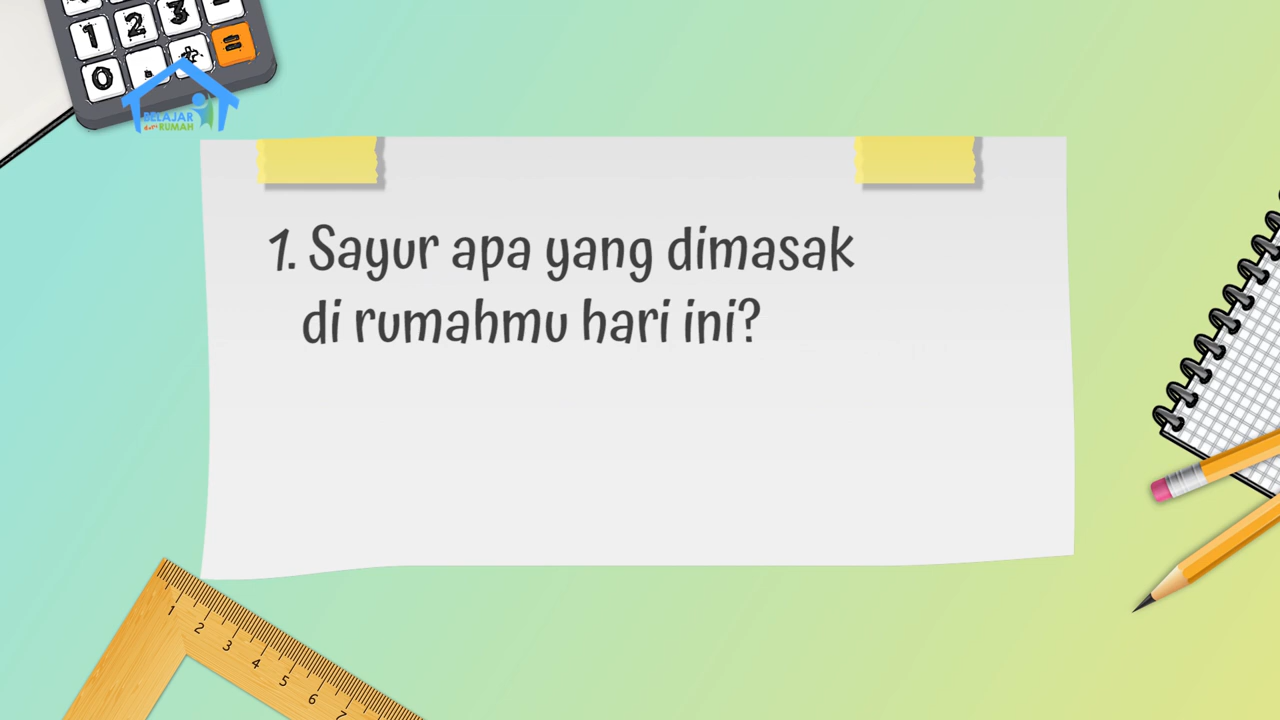 1 2 3
0 . ÷ =
BELAJAR
dari RUMAH
1. Sayur apa yang dimasak
di rumahmu hari ini?
1 2 3 4 5 6 7